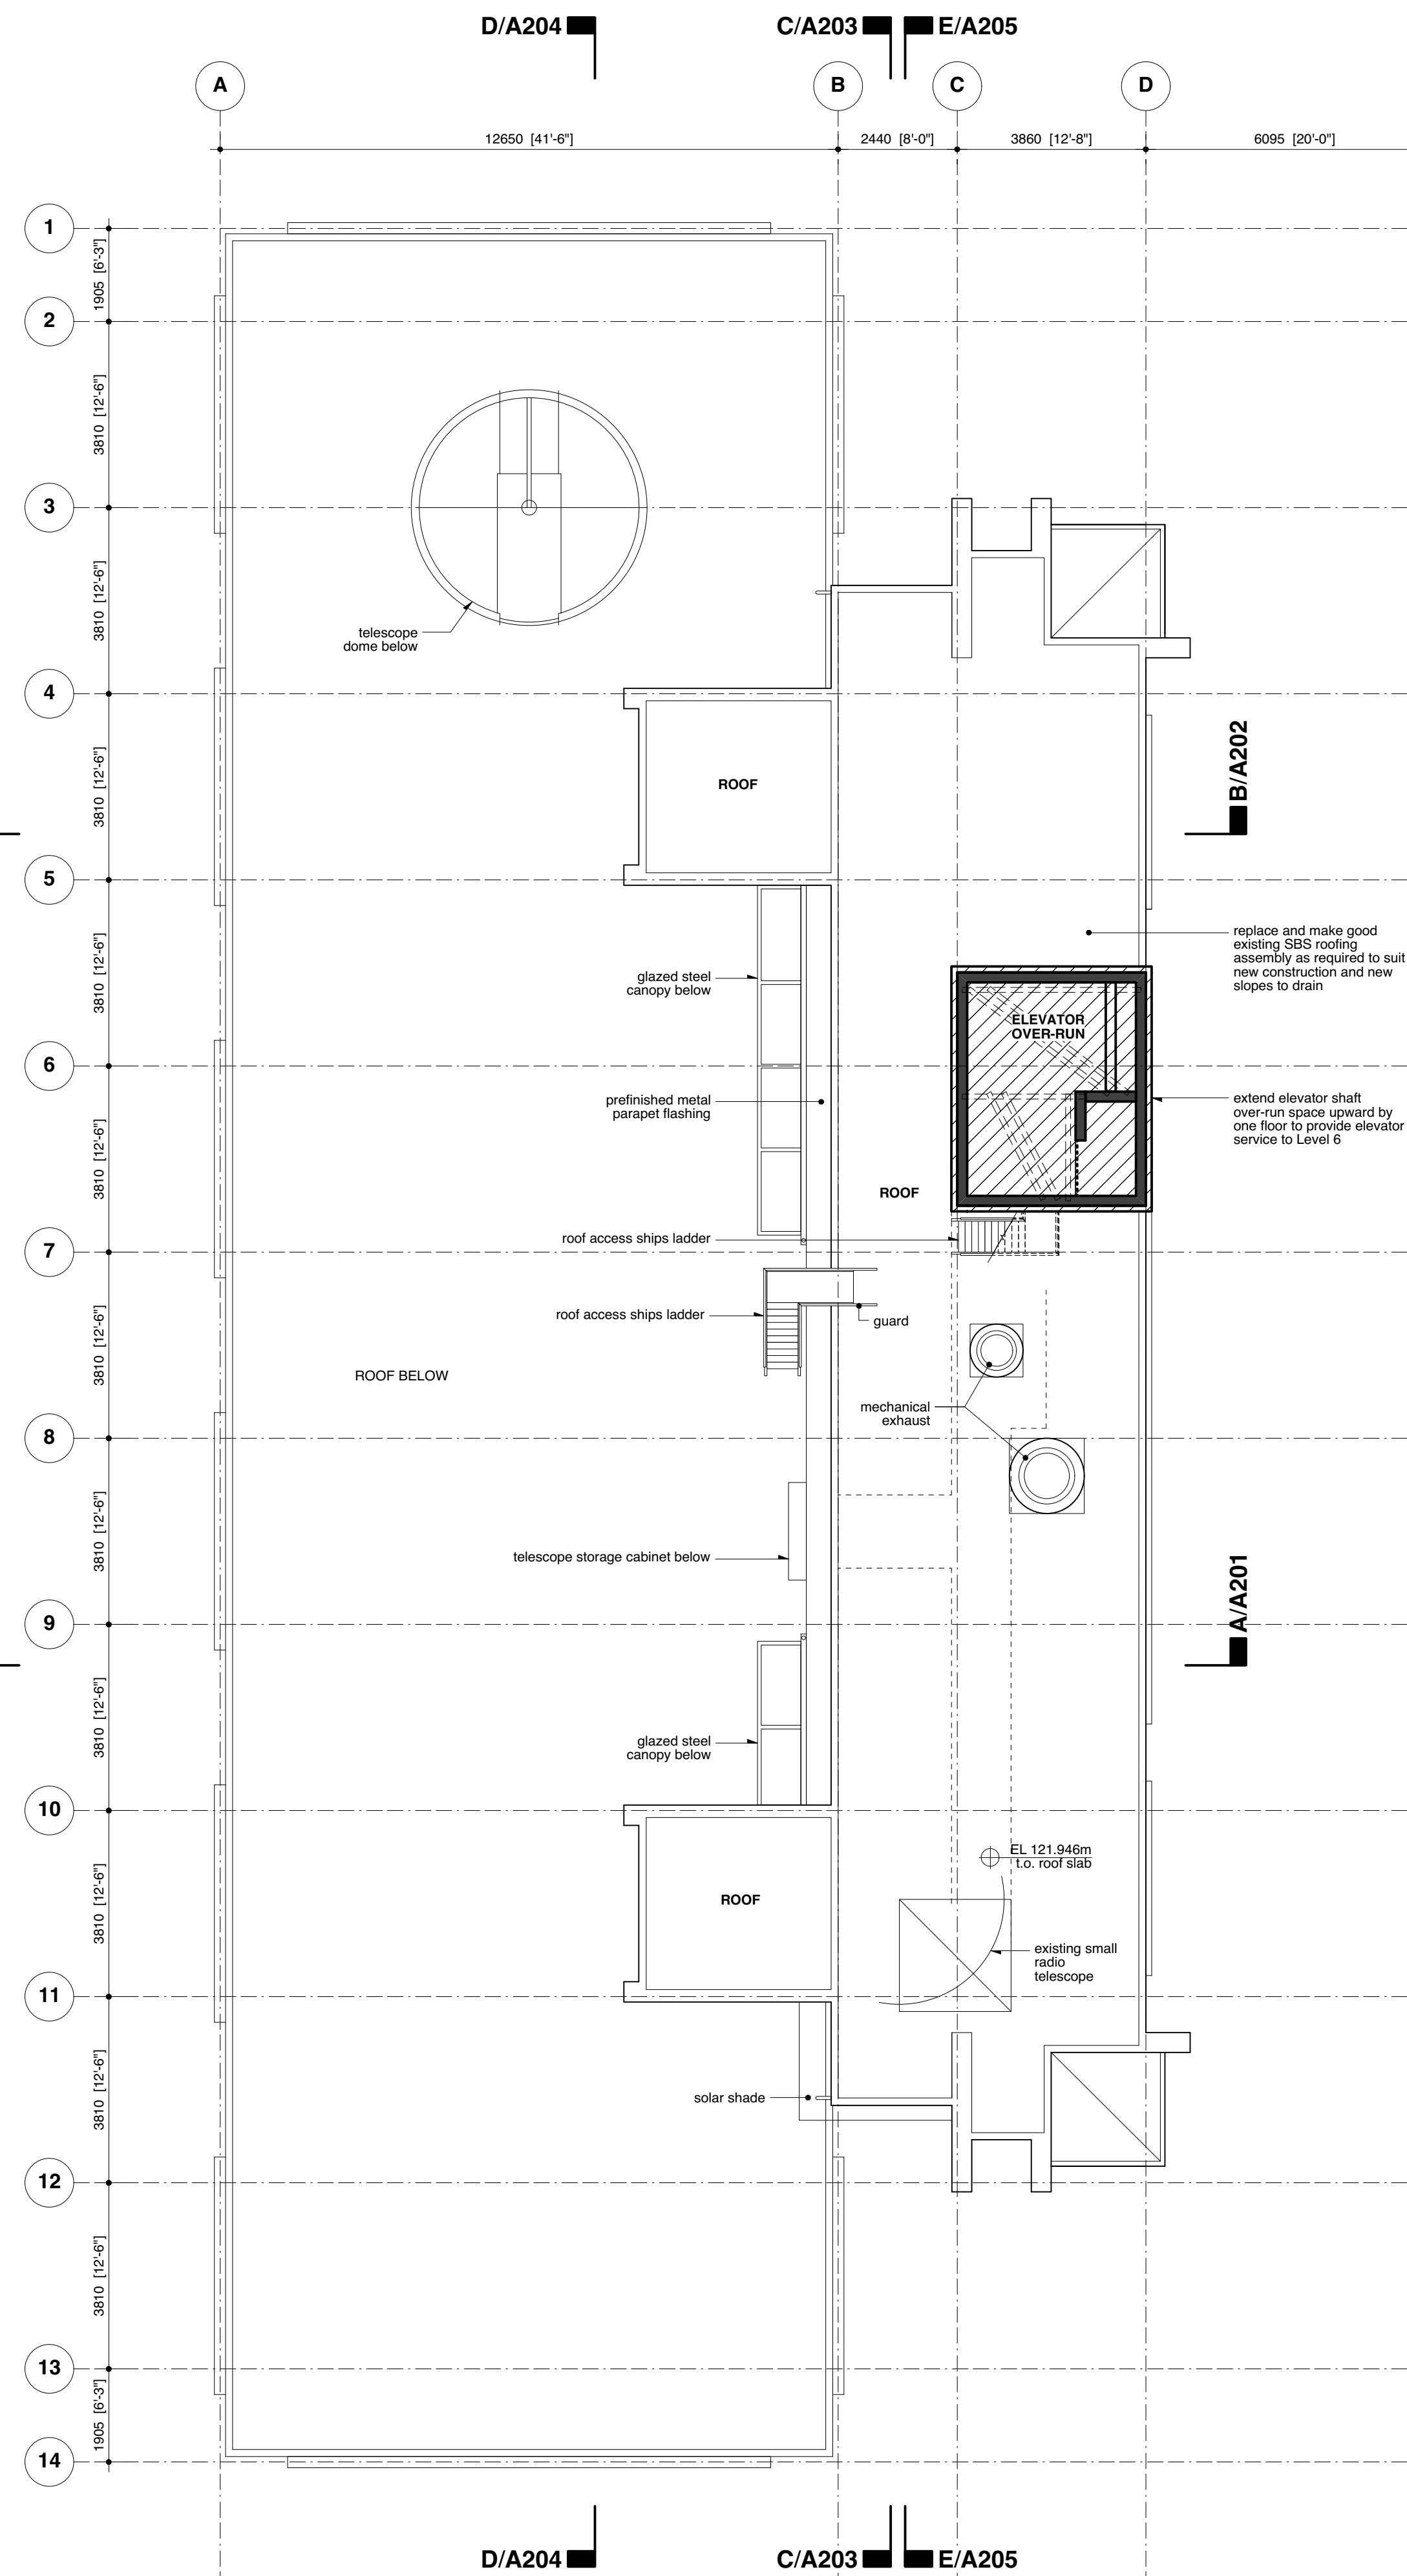 D/A204
C/A203
E/A205
A
B
C
D
12650 [41'-6"]
2440 [8'-0"]
3860 [12'-8"]
6095 [20'-0"]
1
1905 [6'-3"]
2
3810 [12'-6"]
3
3810 [12'-6"]
telescope
dome below
4
3810 [12'-6"]
ROOF
B/A202
5
3810 [12'-6"]
glazed steel
canopy below
replace and make good
existing SBS roofing
assembly as required to suit
new construction and new
slopes to drain
ELEVATOR
OVER-RUN
6
3810 [12'-6"]
prefinished metal
parapet flashing
extend elevator shaft
over-run space upward by
one floor to provide elevator
service to Level 6
ROOF
roof access ships ladder
7
3810 [12'-6"]
roof access ships ladder
guard
ROOF BELOW
mechanical
exhaust
8
3810 [12'-6"]
telescope storage cabinet below
A/A201
9
3810 [12'-6"]
glazed steel
canopy below
10
3810 [12'-6"]
EL 121.946m
t.o. roof slab
ROOF
existing small
radio
telescope
11
3810 [12'-6"]
solar shade
12
3810 [12'-6"]
13
1905 [6'-3"]
14
D/A204
C/A203
E/A205